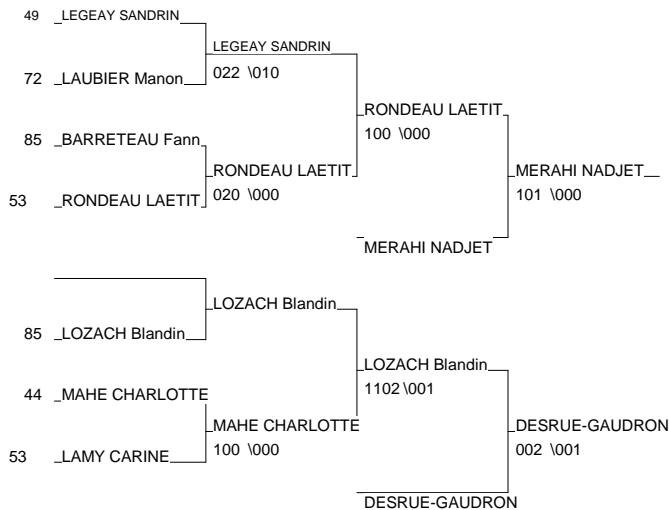 49 LEGEAY SANDRIN
LEGEAY SANDRIN
022 \010
72 LAUBIER Manon
RONDEAU LAETIT
100 \000
85 BARRETEAU Fann
RONDEAU LAETIT
020 \000
MERAHI NADJET
101 \000
53 RONDEAU LAETIT
MERAHI NADJET
LOZACH Blandin
85 LOZACH Blandin
LOZACH Blandin
1102 \001
44 MAHE CHARLOTTE
MAHE CHARLOTTE
100 \000
DESRUE-GAUDRON
002 \001
53 LAMY CARINE
DESRUE-GAUDRON